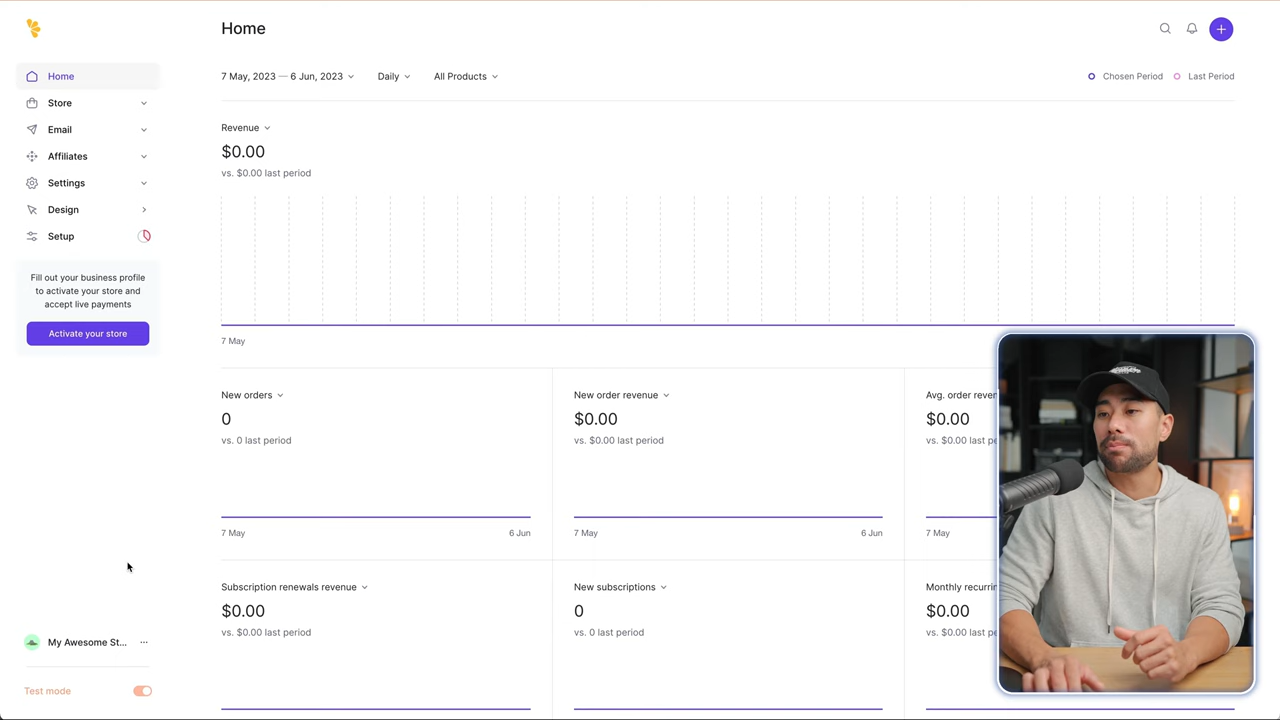 Home
Home
Store
Email
Affiliates
Settings
Design
Setup
Fill out your business profile
to activate your store and
accept live payments
Activate your store
My Awesome St...
Test mode
7 May, 2023 — 6 Jun, 2023
Daily
All Products
Chosen Period
Last Period
Revenue
$0.00
vs. $0.00 last period
7 May
New orders
0
vs. 0 last period
7 May
6 Jun
New order revenue
$0.00
vs. $0.00 last period
7 May
6 Jun
Avg. order reven
$0.00
vs. $0.00 last pe
7 May
Subscription renewals revenue
$0.00
vs. $0.00 last period
New subscriptions
0
vs. 0 last period
Monthly recurrin
$0.00
vs. $0.00 last pe